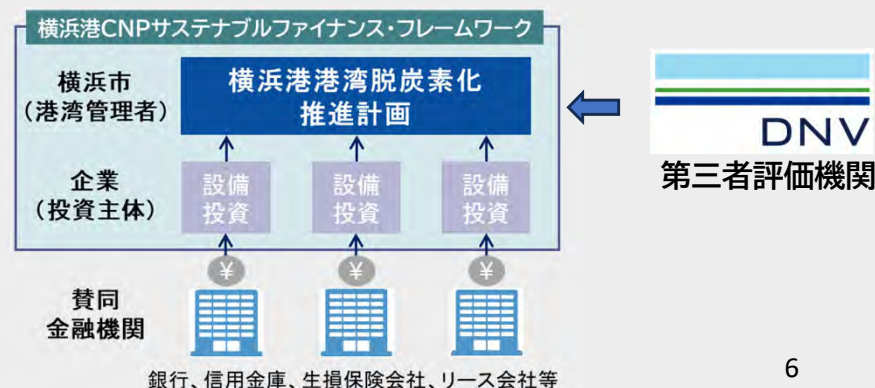 横浜港CNPサステナブルファイナンス・フレームワーク
横浜市
(港湾管理者)
横浜港港湾脱炭素化
推進計画
DNV
第三者評価機関
企業
(投資主体)
設備
投資
設備
投資
設備
投資
¥
¥
¥
賛同
金融機関
銀行、信用金庫、生損保険会社、リース会社等
6